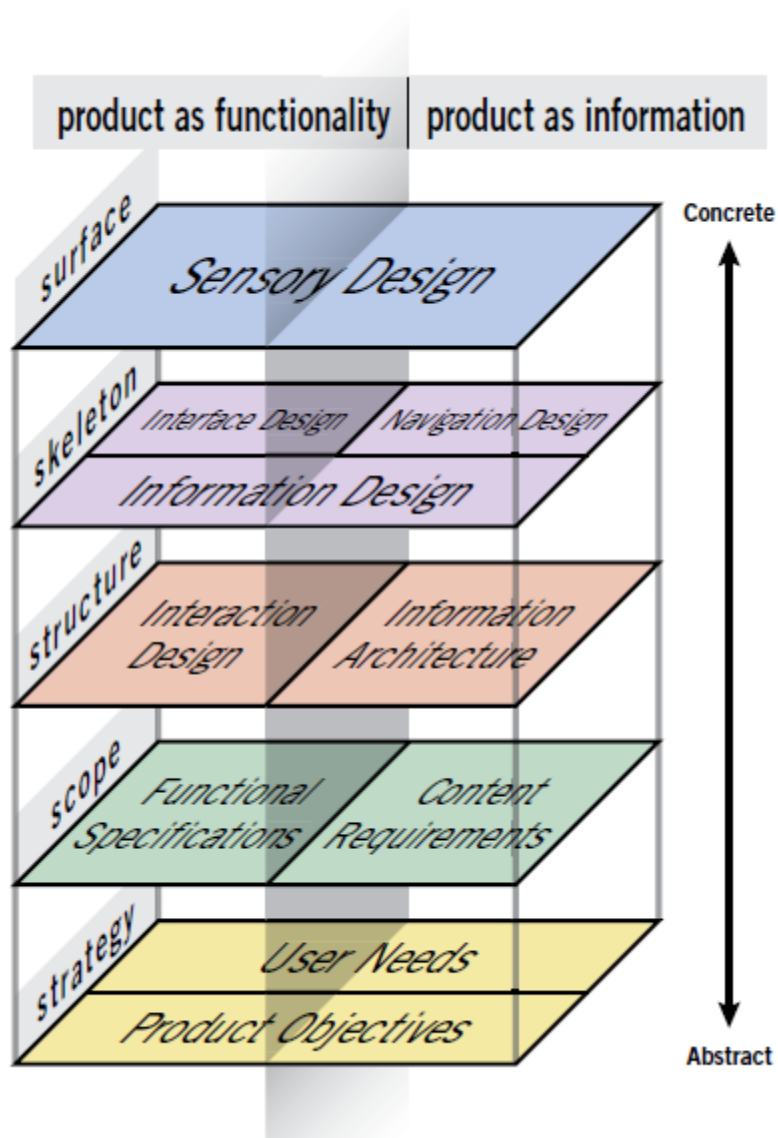 product as functionality
product as information
Concrete
surface
Sensory Design
skeleton
Interface Design
Navigation Design
Information Design
structure
Interaction
Design
Information
Architecture
scope
Functional
Specifications
Content
Requirements
strategy
User Needs
Product Objectives
Abstract